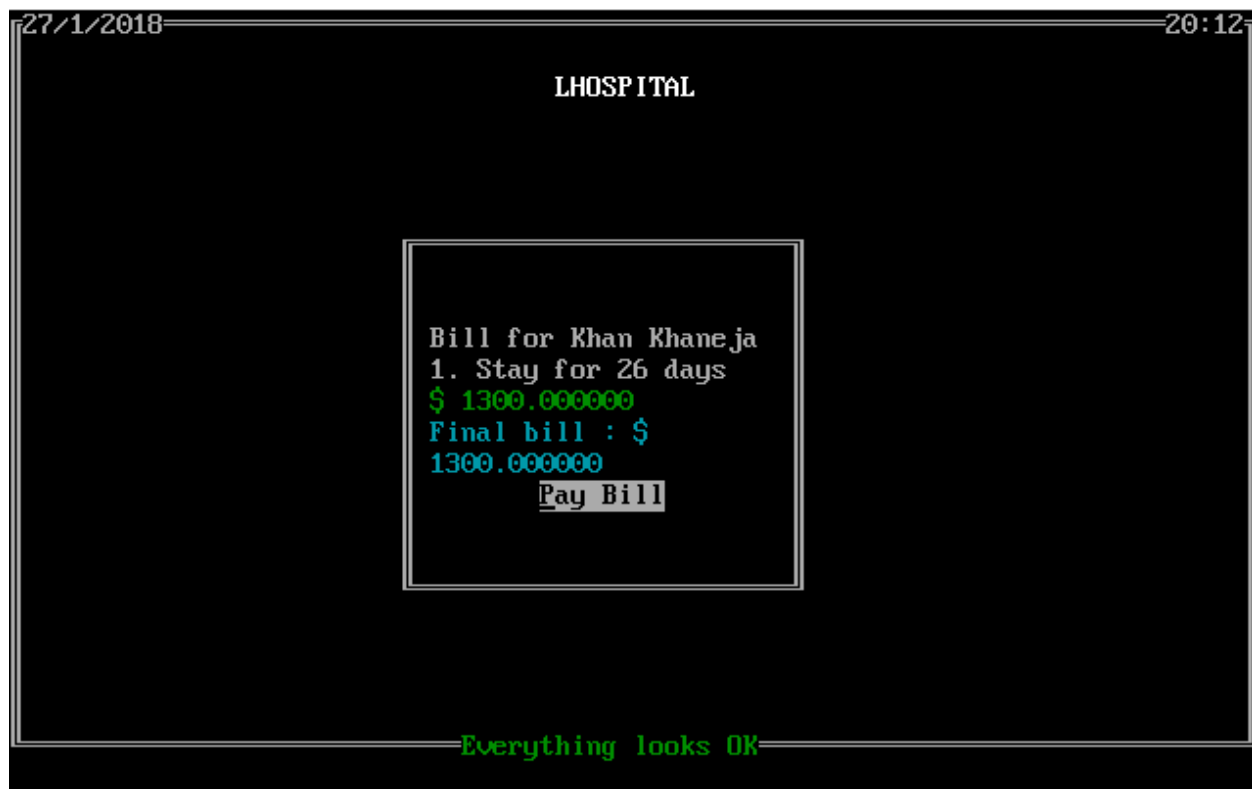 27/1/2018 20:12
LHOSPITAL
Bill for Khan Khaneja
1. Stay for 26 days
$ 1300.000000
Final bill : $
1300.000000
Pay Bill
Everything looks OK